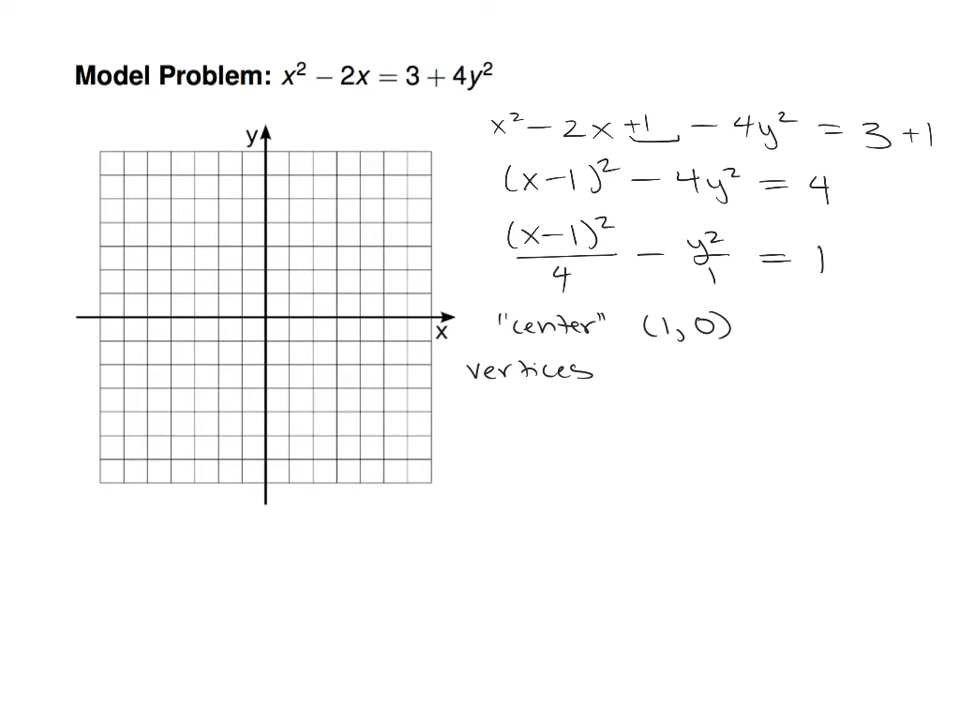 Model Problem: x² − 2x = 3 + 4y²
x² − 2x +1 − 4y² = 3 +1
(x−1)² − 4y² = 4
(x−1)²/4 − y²/1 = 1
"center" (1, 0)
vertices
y
x